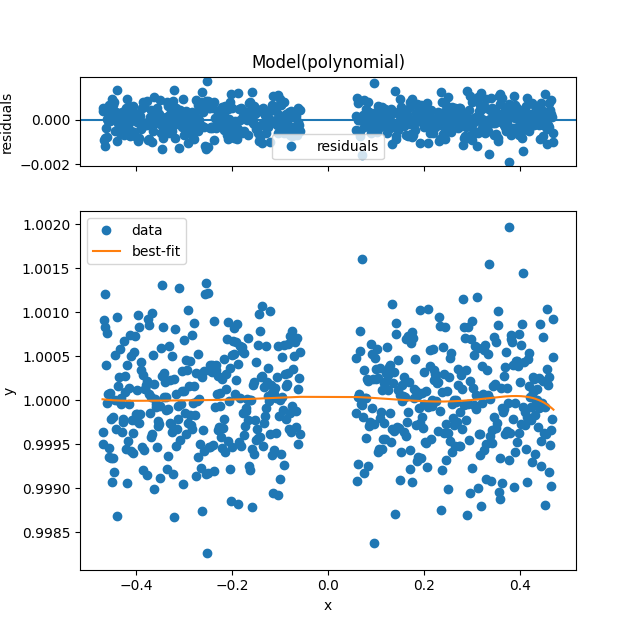 Model(polynomial)
residuals
0.000
−0.002
residuals
data
best-fit
1.0020
1.0015
1.0010
1.0005
1.0000
0.9995
0.9990
0.9985
y
−0.4
−0.2
0.0
0.2
0.4
x